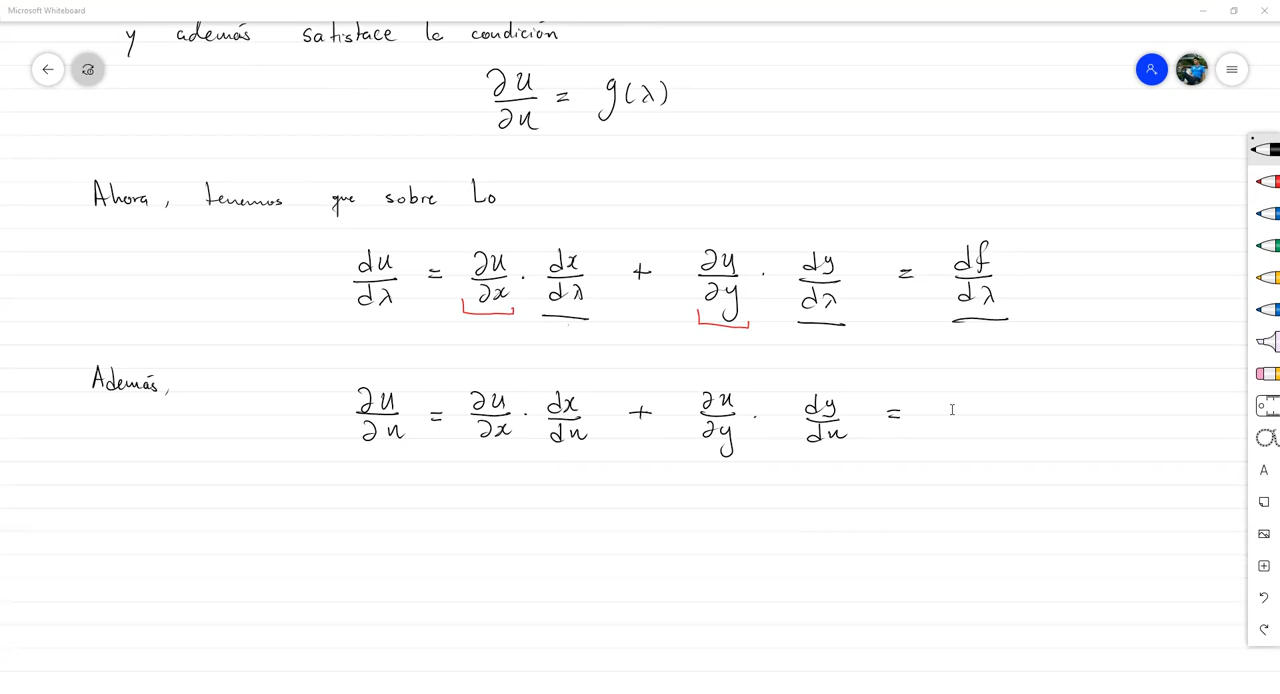 Microsoft Whiteboard
y además satisface la condición
∂u/∂n = g(λ)
Ahora, tenemos que sobre Lo
du/dλ = ∂u/∂x · dx/dλ + ∂u/∂y · dy/dλ = df/dλ
Además,
∂u/∂n = ∂u/∂x · dx/dn + ∂u/∂y · dy/dn =
A